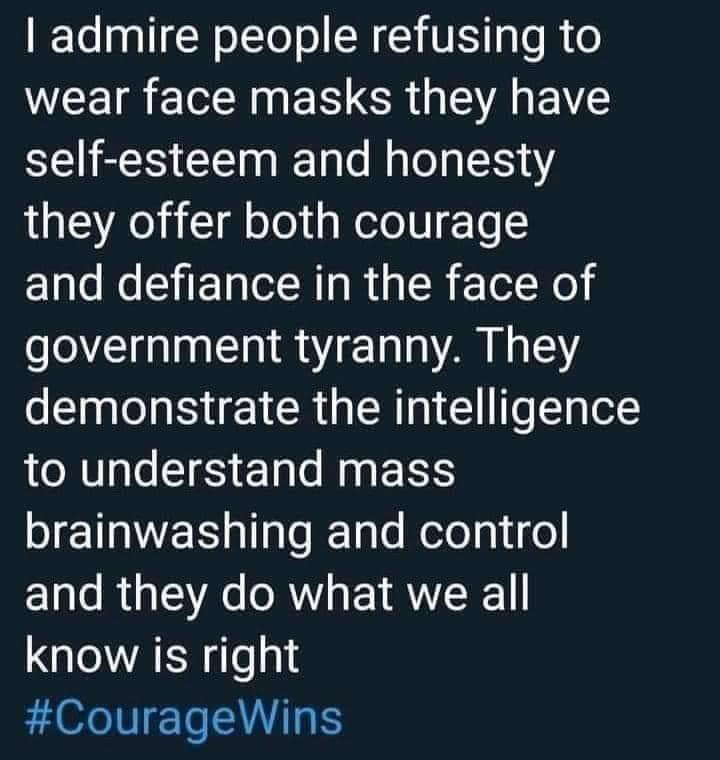 I admire people refusing to
wear face masks they have
self-esteem and honesty
they offer both courage
and defiance in the face of
government tyranny. They
demonstrate the intelligence
to understand mass
brainwashing and control
and they do what we all
know is right
#CourageWins